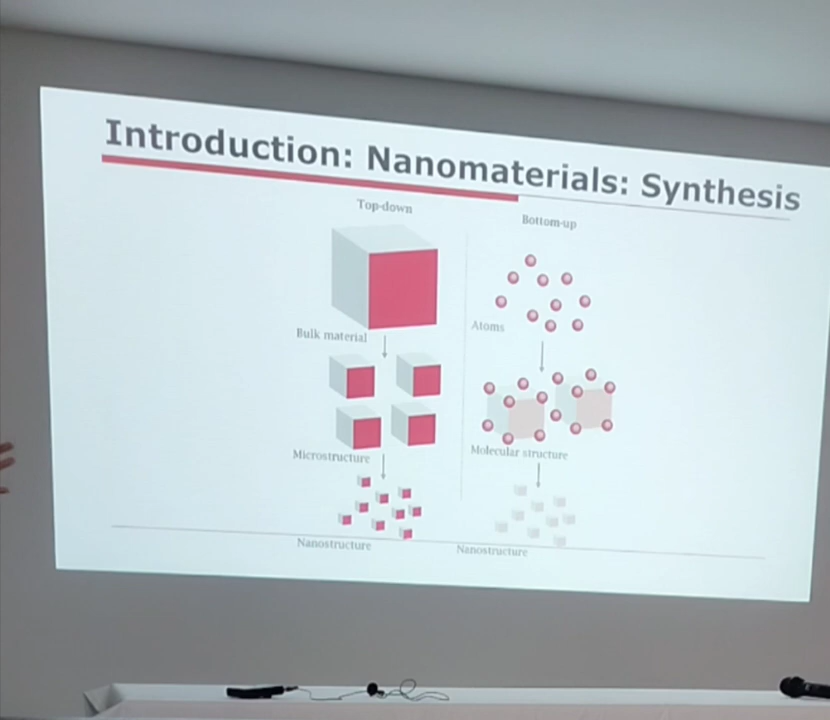 Introduction: Nanomaterials: Synthesis
Top-down
Bulk material
Microstructure
Nanostructure
Bottom-up
Atoms
Molecular structure
Nanostructure